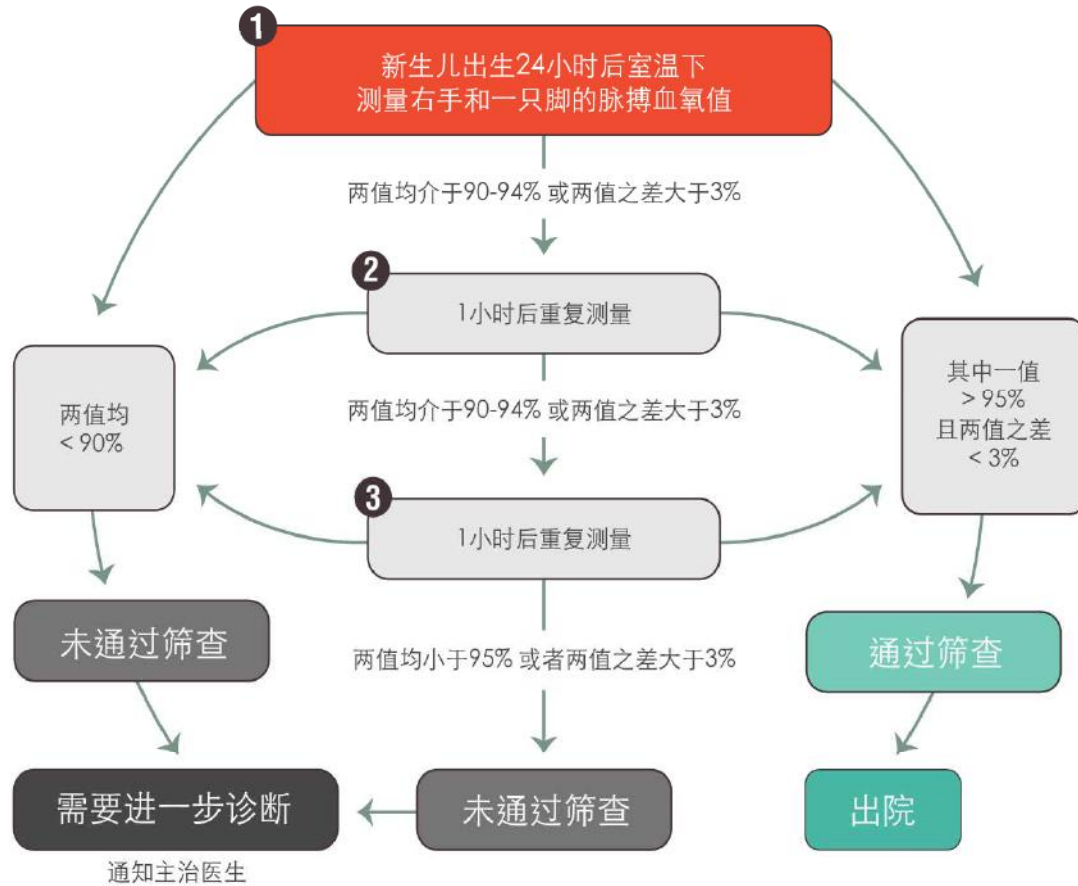 1
新生儿出生24小时后室温下
测量右手和一只脚的脉搏血氧值
两值均介于90-94% 或两值之差大于3%
2
1小时后重复测量
两值均
< 90%
其中一值
> 95%
且两值之差
< 3%
两值均介于90-94% 或两值之差大于3%
3
1小时后重复测量
未通过筛查
两值均小于95% 或者两值之差大于3%
通过筛查
需要进一步诊断
通知主治医生
未通过筛查
出院